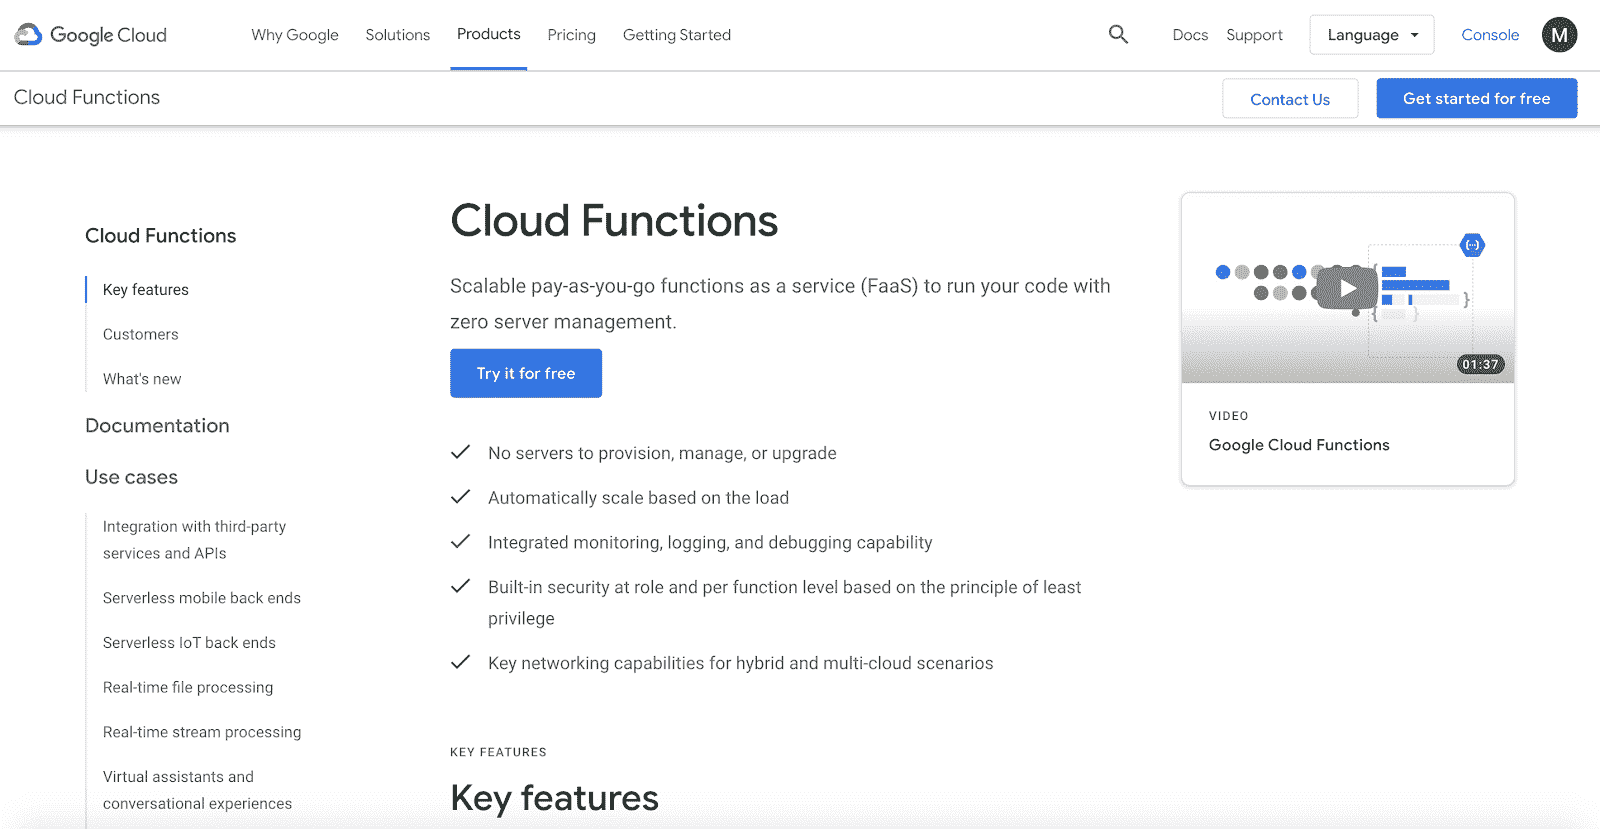 Google Cloud
Why Google
Solutions
Products
Pricing
Getting Started
Docs
Support
Language
Console
M
Cloud Functions
Contact Us
Get started for free
Cloud Functions
Key features
Customers
What's new
Documentation
Use cases
Integration with third-party
services and APIs
Serverless mobile back ends
Serverless IoT back ends
Real-time file processing
Real-time stream processing
Virtual assistants and
conversational experiences
Cloud Functions
Scalable pay-as-you-go functions as a service (FaaS) to run your code with
zero server management.
Try it for free
No servers to provision, manage, or upgrade
Automatically scale based on the load
Integrated monitoring, logging, and debugging capability
Built-in security at role and per function level based on the principle of least
privilege
Key networking capabilities for hybrid and multi-cloud scenarios
KEY FEATURES
Key features
01:37
VIDEO
Google Cloud Functions